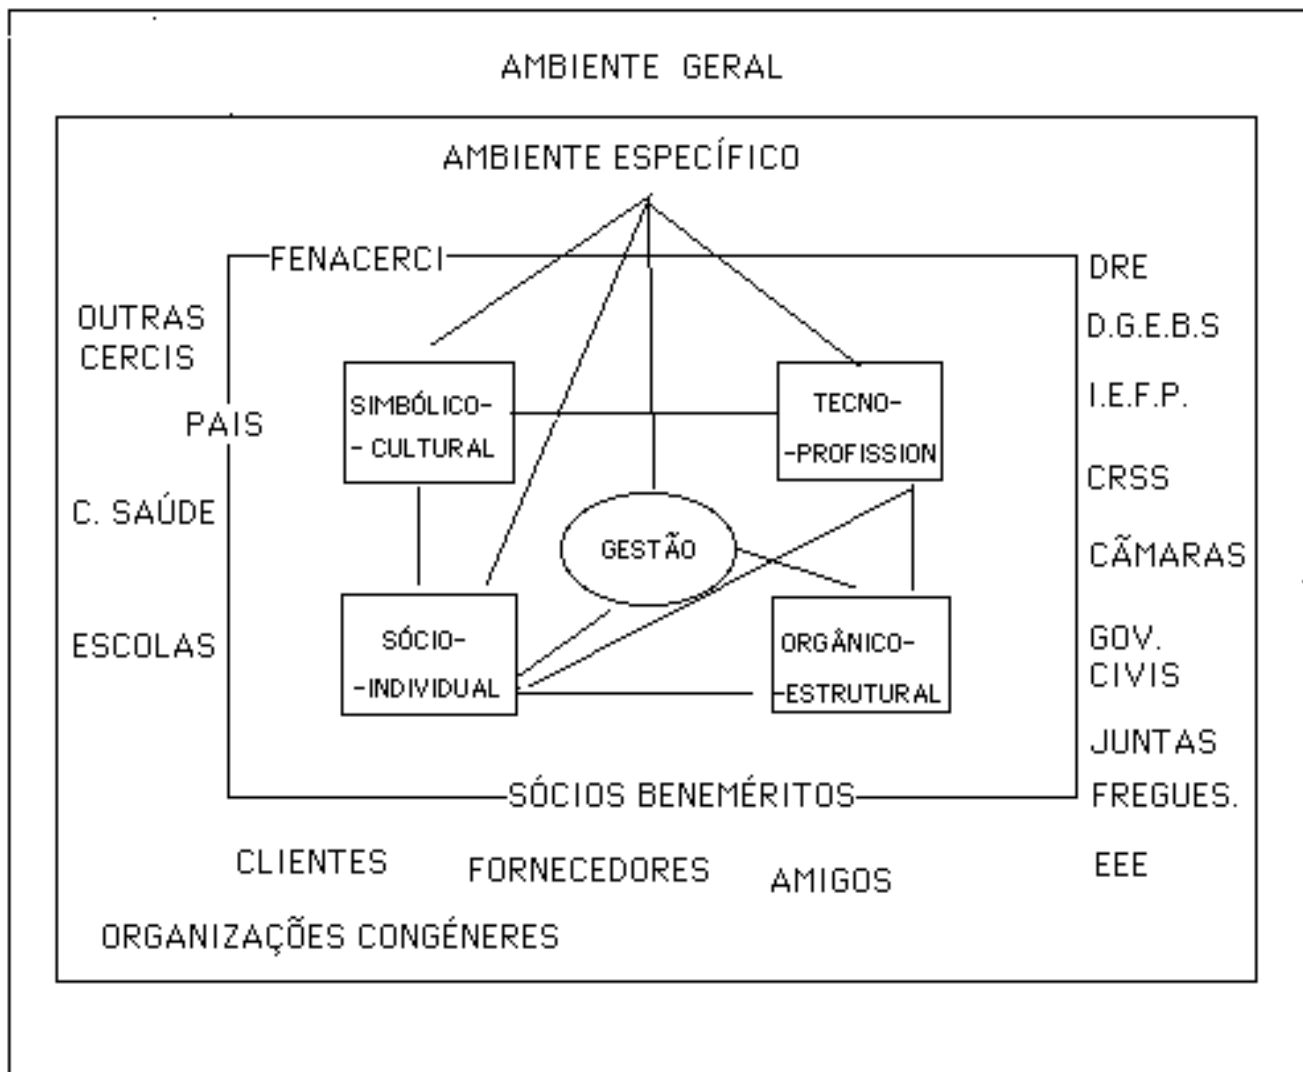 AMBIENTE GERAL
AMBIENTE ESPECÍFICO
FENACERCI
DRE
OUTRAS
CERCIS
D.G.E.B.S
PAIS
SIMBÓLICO-
- CULTURAL
TECNO-
-PROFISSION
I.E.F.P.
C. SAÚDE
CRSS
GESTÃO
CÃMARAS
ESCOLAS
SÓCIO-
-INDIVIDUAL
ORGÂNICO-
-ESTRUTURAL
GOV.
CIVIS
JUNTAS
FREGUES.
SÓCIOS BENEMÉRITOS
CLIENTES
FORNECEDORES
AMIGOS
EEE
ORGANIZAÇÕES CONGÉNERES